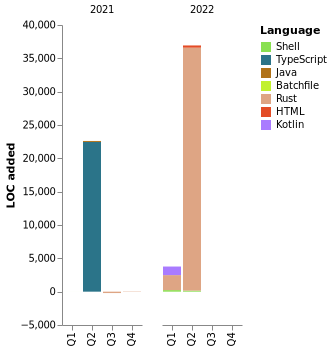 2021 2022
LOC added
40,000
35,000
30,000
25,000
20,000
15,000
10,000
5,000
0
−5,000
Q1 Q2 Q3 Q4 Q1 Q2 Q3 Q4
Language
Shell
TypeScript
Java
Batchfile
Rust
HTML
Kotlin